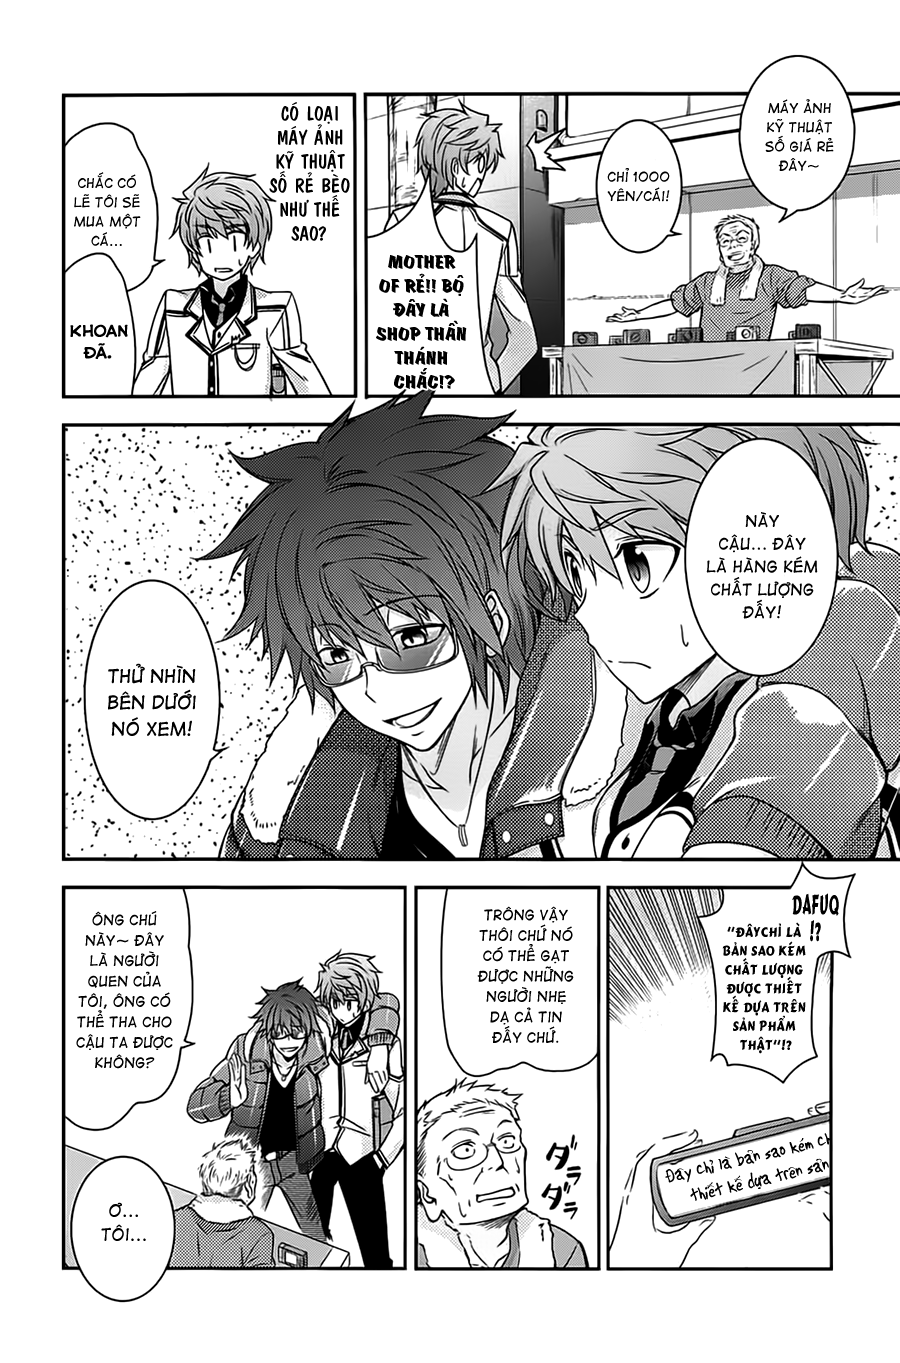 MÁY ẢNH
KỸ THUẬT
SỐ GIÁ RẺ
ĐÂY~
CHỈ 1000
YÊN/CÁI!
MOTHER
OF RẺ!! BỘ
ĐÂY LÀ
SHOP THẦN
THÁNH
CHẮC!?
CÓ LOẠI
MÁY ẢNH
KỸ THUẬT
SỐ RẺ BÈO
NHƯ THẾ
SAO?
CHẮC CÓ
LẼ TÔI SẼ
MUA MỘT
CÁ...
KHOAN
ĐÃ.
NÀY
CẬU... ĐÂY
LÀ HÀNG KÉM
CHẤT LƯỢNG
ĐẤY!
THỬ NHÌN
BÊN DƯỚI
NÓ XEM!
DAFUQ
!?
"ĐÂYCHỈ LÀ
BẢN SAO KÉM
CHẤT LƯỢNG
ĐƯỢC THIẾT
KẾ DỰA TRÊN
SẢN PHẨM
THẬT"!?
Đây chỉ là bản sao kém ch
thiết kế dựa trên sản
TRÔNG VẬY
THÔI CHỨ NÓ
CÓ THỂ GẠT
ĐƯỢC NHỮNG
NGƯỜI NHẸ
DẠ CẢ TIN
ĐẤY CHỨ.
ダラ
ダラ
ÔNG CHÚ
NÀY~ ĐÂY
LÀ NGƯỜI
QUEN CỦA
TÔI, ÔNG CÓ
THỂ THA CHO
CẬU TA ĐƯỢC
KHÔNG?
Ơ...
TÔI...